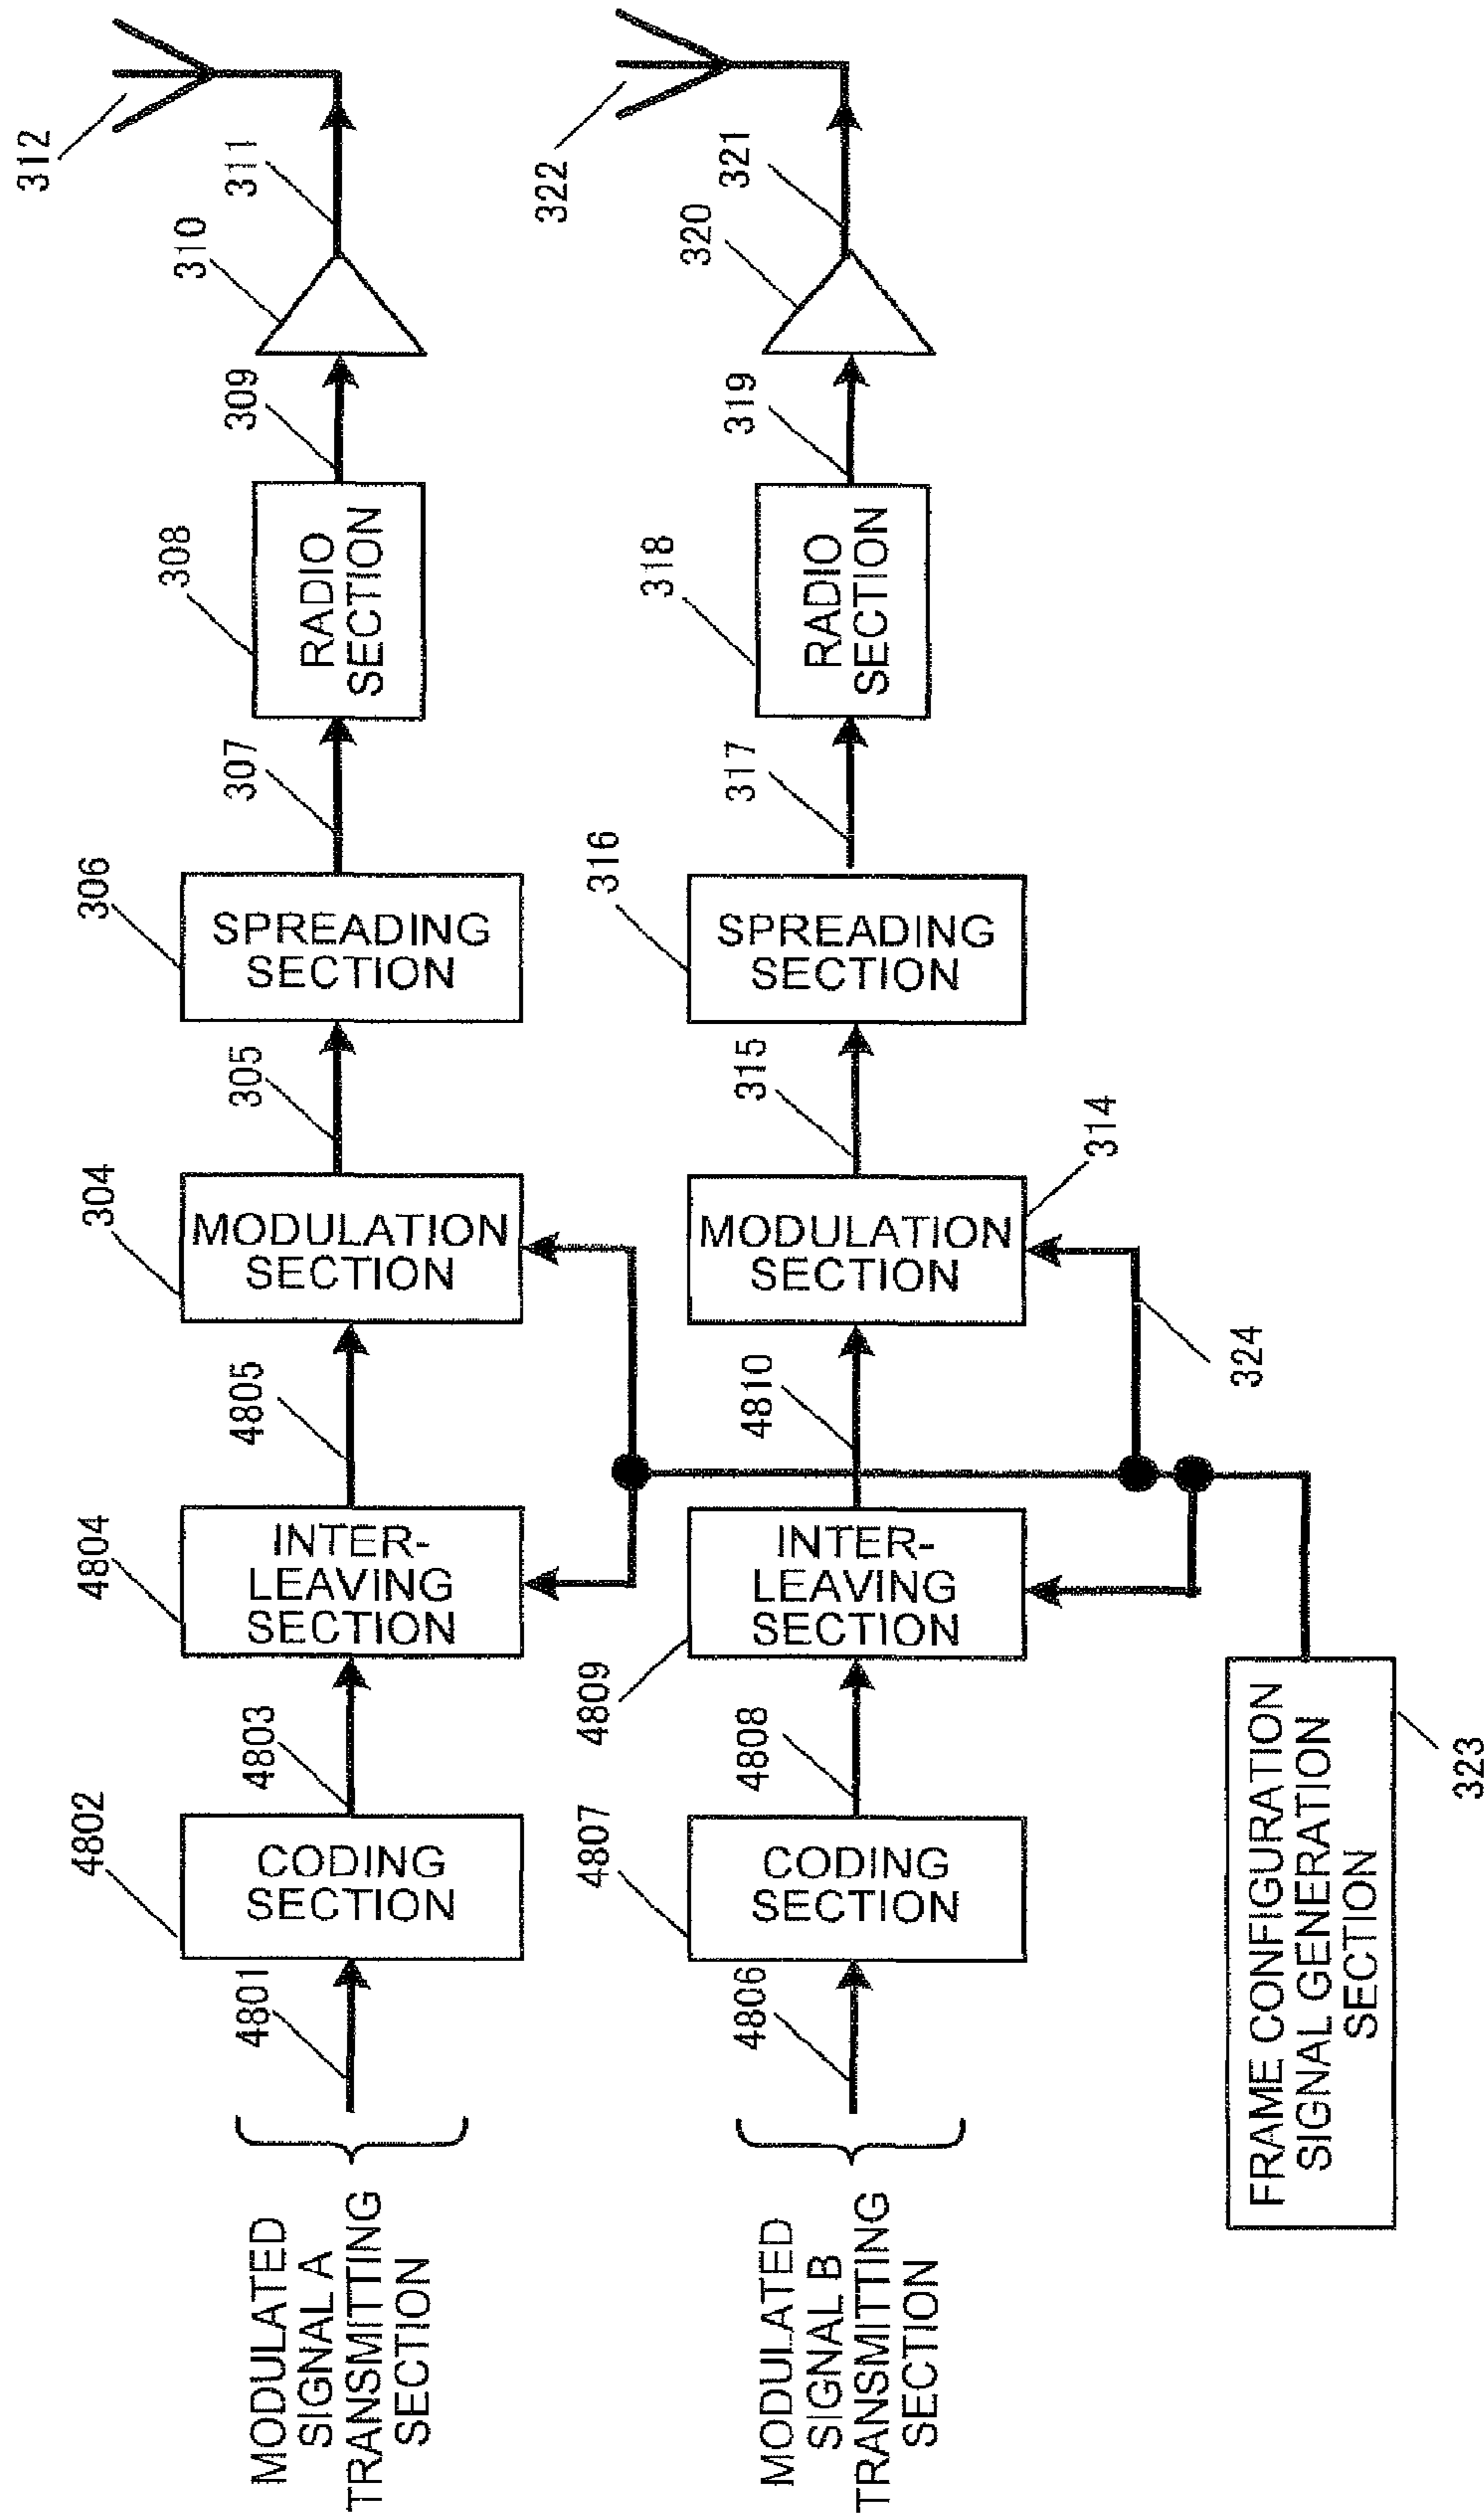 MODULATED
SIGNAL A
TRANSMITTING
SECTION
4801
4802
CODING
SECTION
4803
4804
INTER-
LEAVING
SECTION
4805
304
MODULATION
SECTION
305
306
SPREADING
SECTION
307
308
RADIO
SECTION
309
310
311
312
MODULATED
SIGNAL B
TRANSMITTING
SECTION
4806
4807
CODING
SECTION
4808
4809
INTER-
LEAVING
SECTION
4810
314
MODULATION
SECTION
315
316
SPREADING
SECTION
317
318
RADIO
SECTION
319
320
321
322
FRAME CONFIGURATION
SIGNAL GENERATION
SECTION
323
324